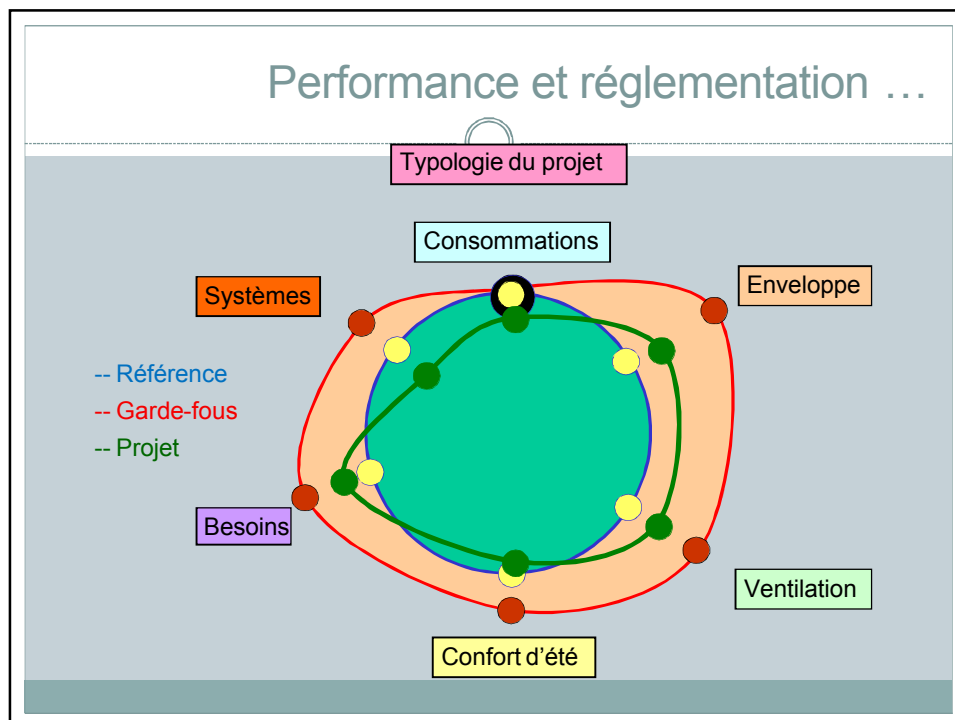 Performance et réglementation …
Typologie du projet
Consommations
Systèmes
Enveloppe
-- Référence
-- Garde-fous
-- Projet
Besoins
Ventilation
Confort d’été